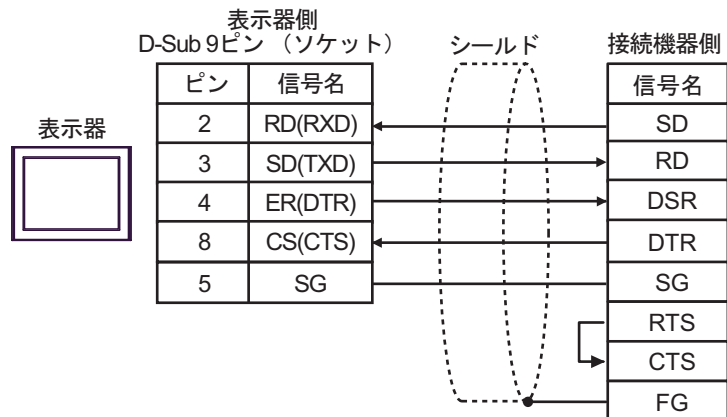 表示器側
D-Sub 9ピン （ソケット）
シールド
接続機器側
ピン 信号名 信号名
表示器
2 RD(RXD) SD
3 SD(TXD) RD
4 ER(DTR) DSR
8 CS(CTS) DTR
5 SG SG
RTS
CTS
FG